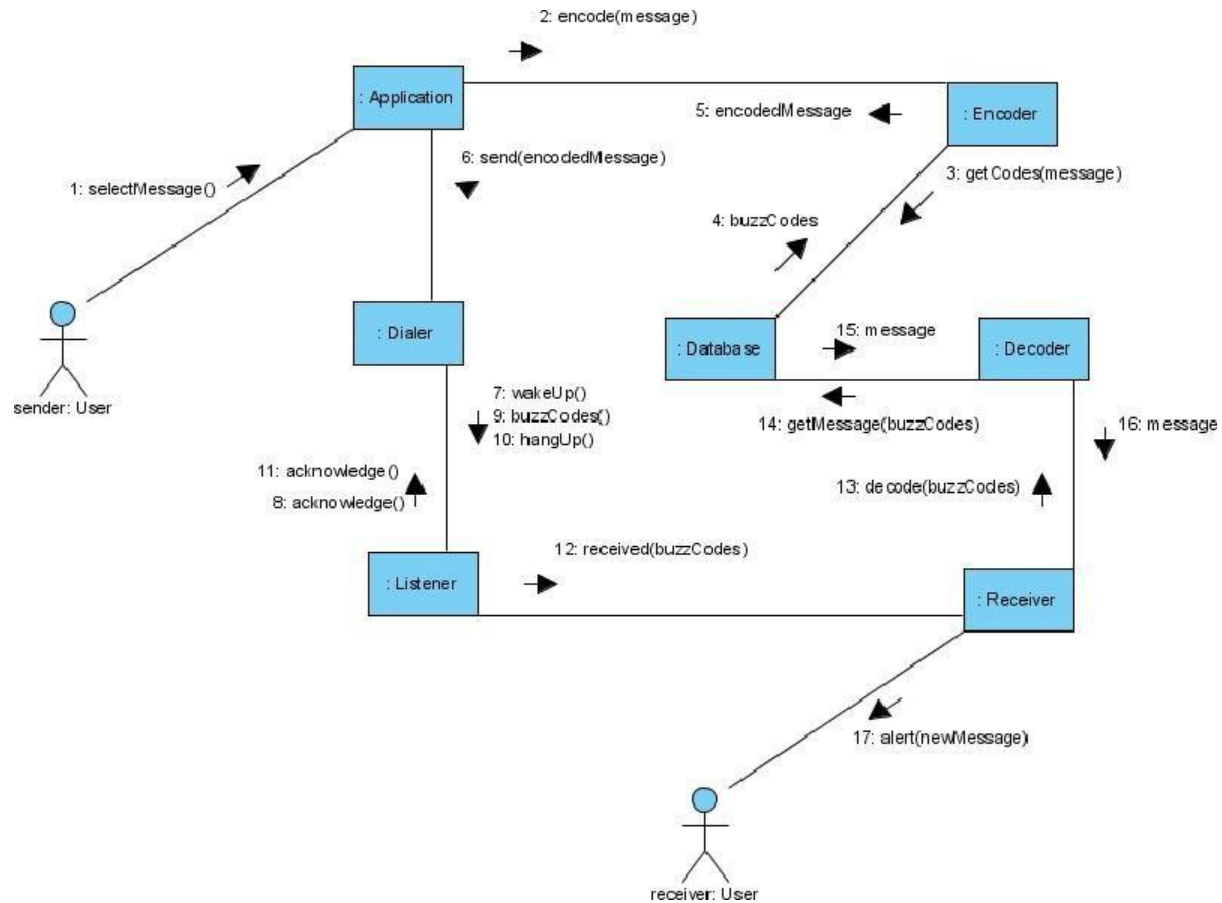 2: encode(message)
: Application
5: encodedMessage
: Encoder
6: send(encodedMessage)
1: selectMessage()
3: getCodes(message)
4: buzzCodes
: Dialer
: Database
15: message
: Decoder
sender: User
7: wakeUp()
9: buzzCodes()
10: hangUp()
14: getMessage(buzzCodes)
16: message
11: acknowledge()
8: acknowledge()
13: decode(buzzCodes)
12: received(buzzCodes)
: Listener
: Receiver
17: alert(newMessage)
receiver: User